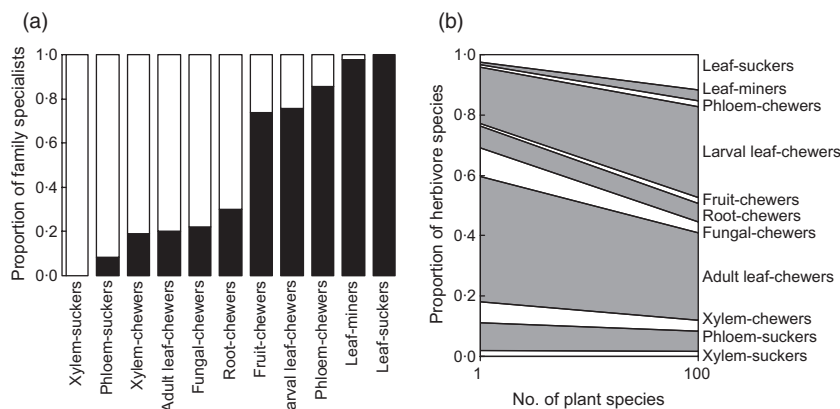 (a)
Proportion of family specialists
1·0
0·8
0·6
0·4
0·2
0·0
Xylem-suckers
Phloem-suckers
Xylem-chewers
Adult leaf-chewers
Fungal-chewers
Root-chewers
Fruit-chewers
Larval leaf-chewers
Phloem-chewers
Leaf-miners
Leaf-suckers
(b)
Proportion of herbivore species
1·0
0·8
0·6
0·4
0·2
0·0
Leaf-suckers
Leaf-miners
Phloem-chewers
Larval leaf-chewers
Fruit-chewers
Root-chewers
Fungal-chewers
Adult leaf-chewers
Xylem-chewers
Phloem-suckers
Xylem-suckers
1
100
No. of plant species